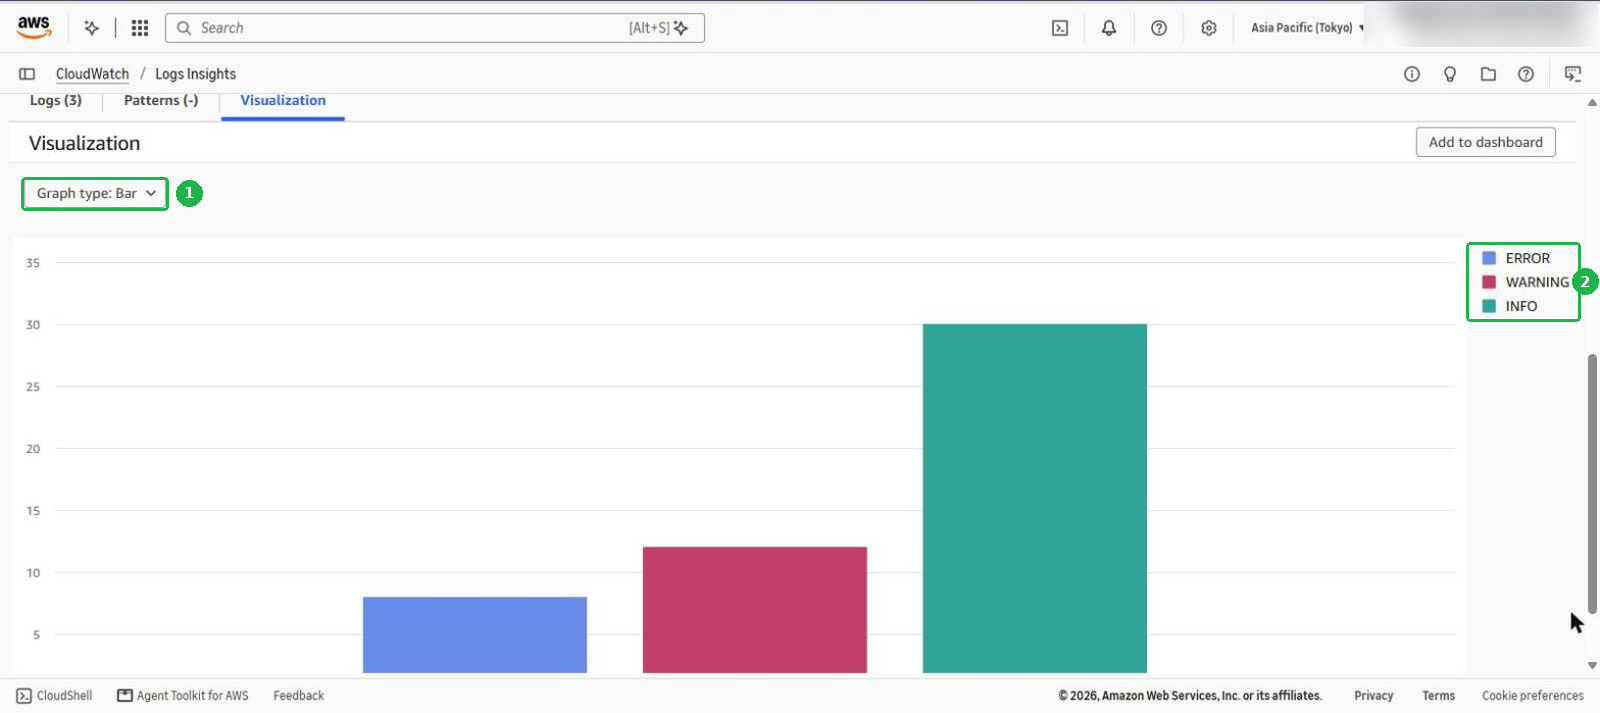 aws
Search [Alt+S]
Asia Pacific (Tokyo)
CloudWatch / Logs Insights
Logs (3) Patterns (-) Visualization
Visualization
Add to dashboard
Graph type: Bar
1
35
30
25
20
15
10
5
ERROR
WARNING
INFO
2
CloudShell Agent Toolkit for AWS Feedback © 2026, Amazon Web Services, Inc. or its affiliates. Privacy Terms Cookie preferences